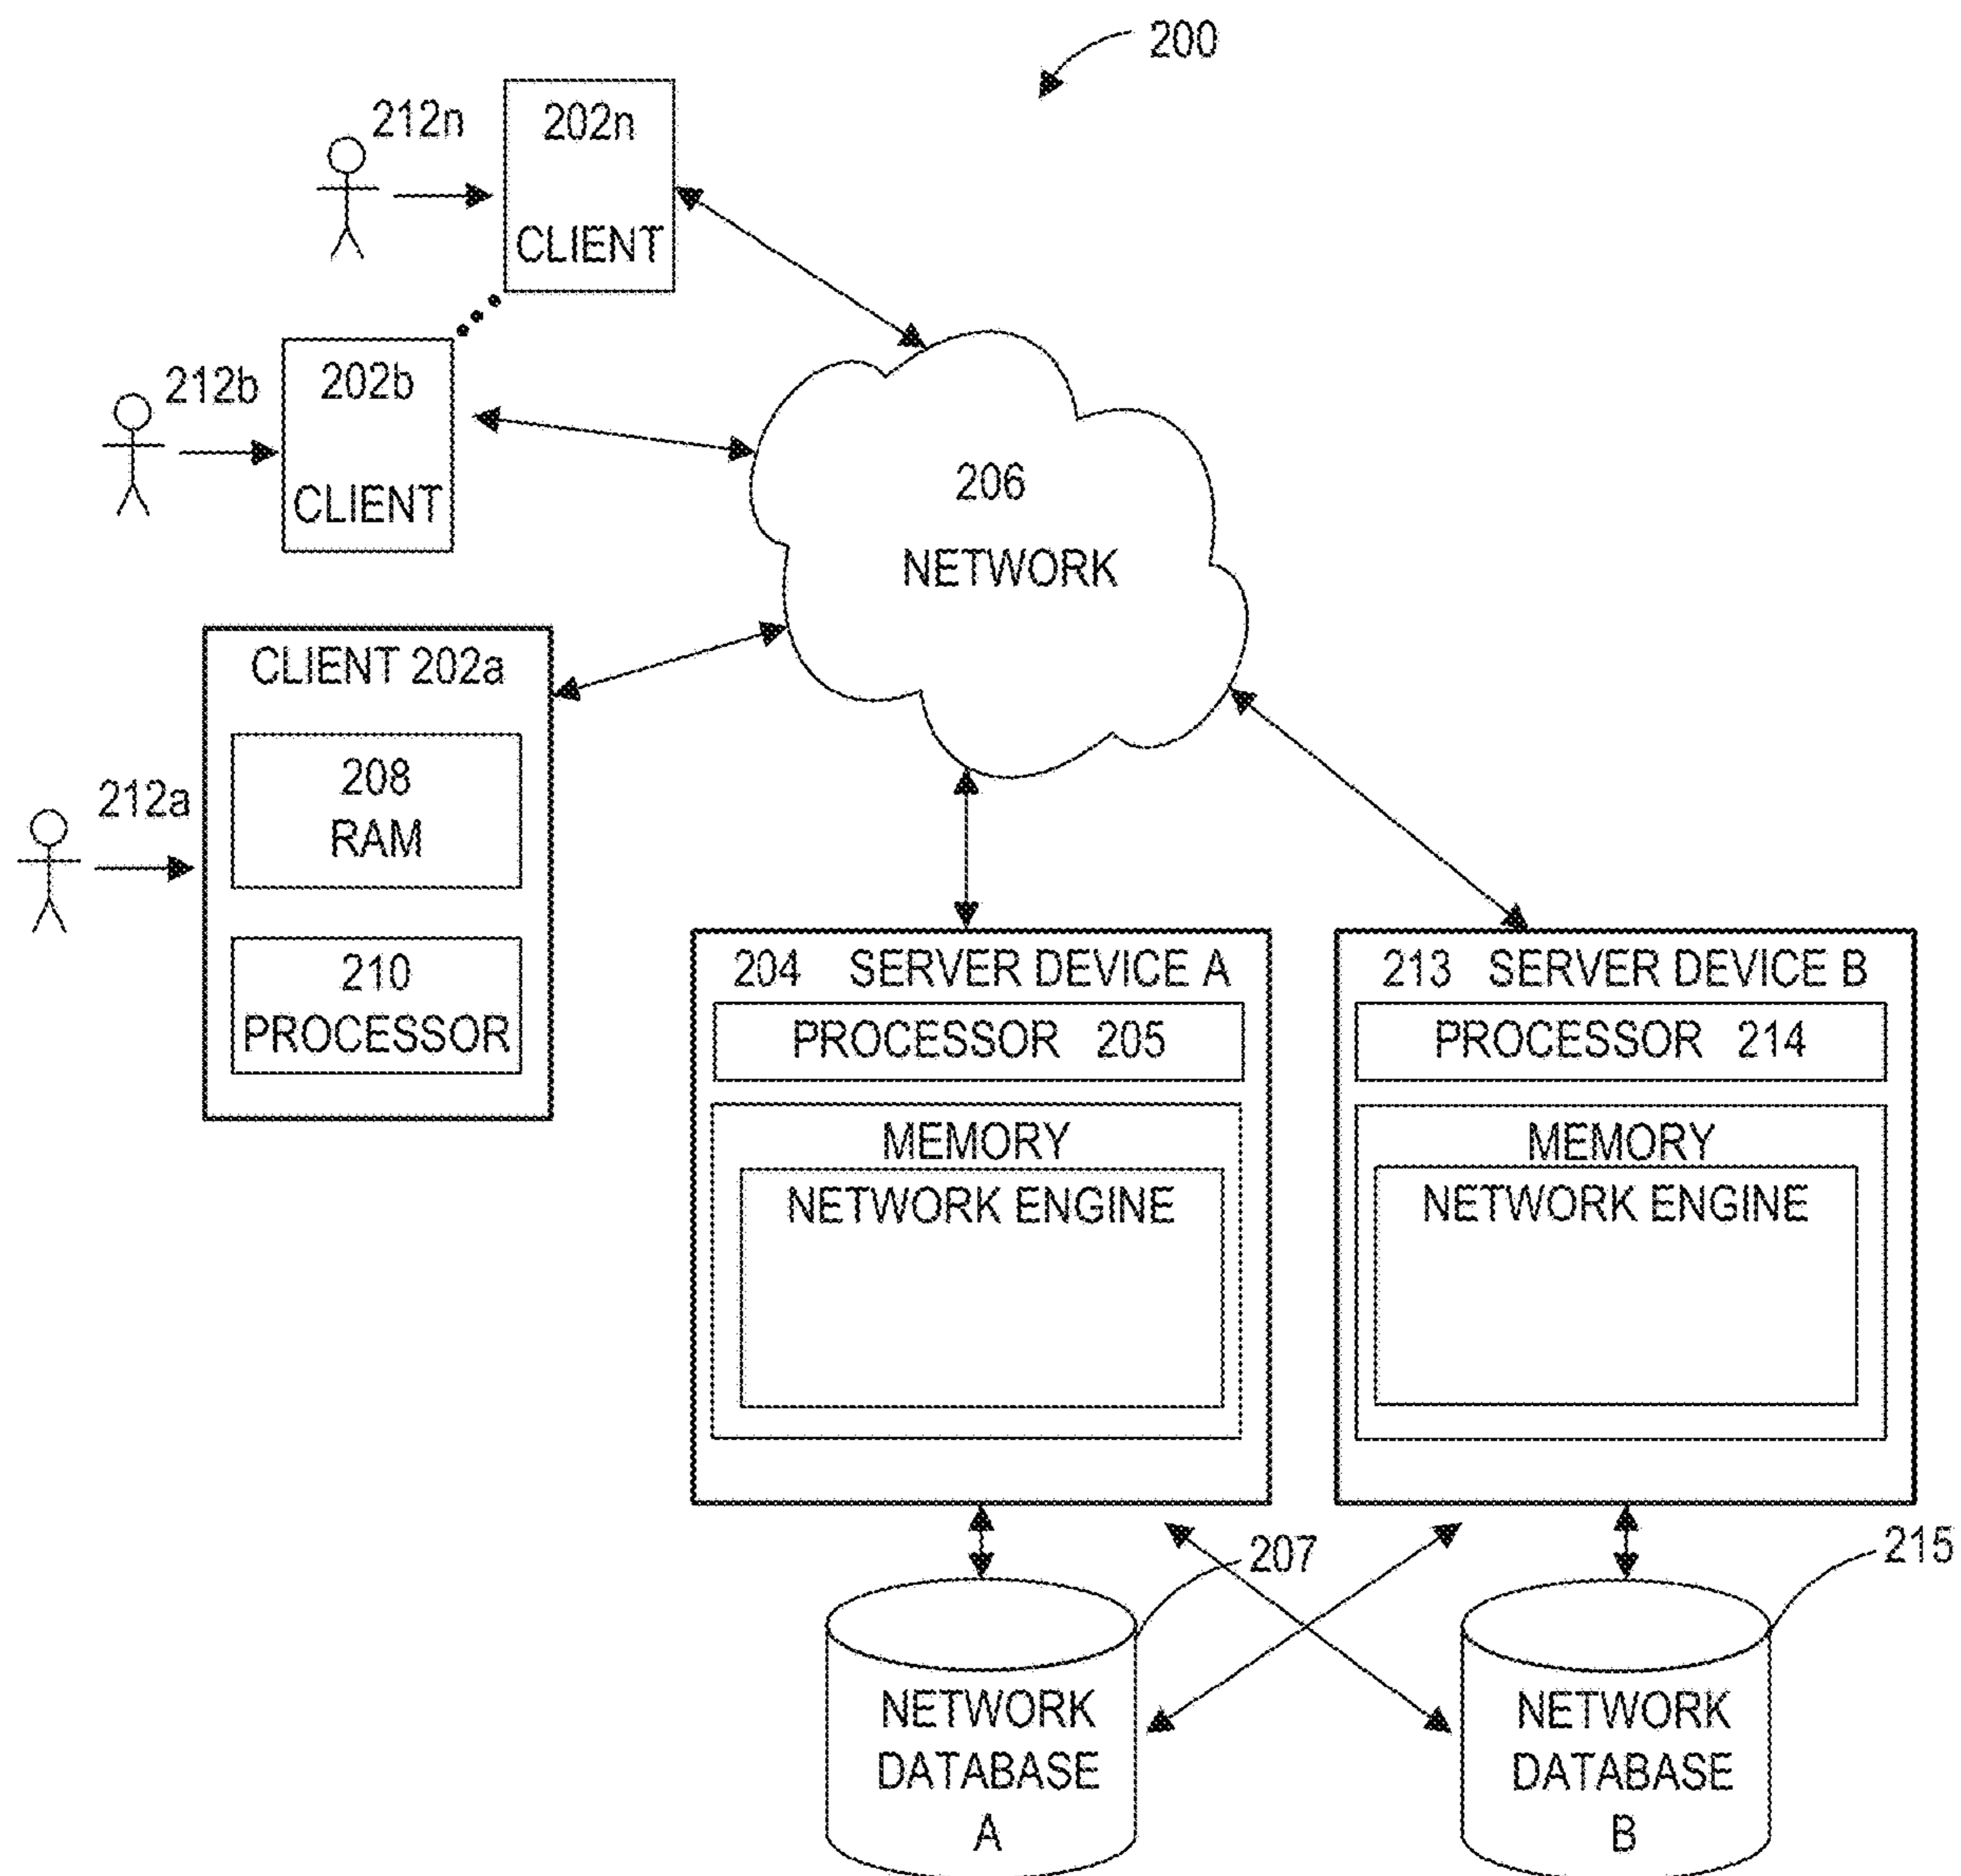 200
212n
202n
CLIENT
212b
202b
CLIENT
206
NETWORK
CLIENT 202a
208
RAM
212a
210
PROCESSOR
204 SERVER DEVICE A
PROCESSOR 205
MEMORY
NETWORK ENGINE
213 SERVER DEVICE B
PROCESSOR 214
MEMORY
NETWORK ENGINE
207
215
NETWORK
DATABASE
A
NETWORK
DATABASE
B